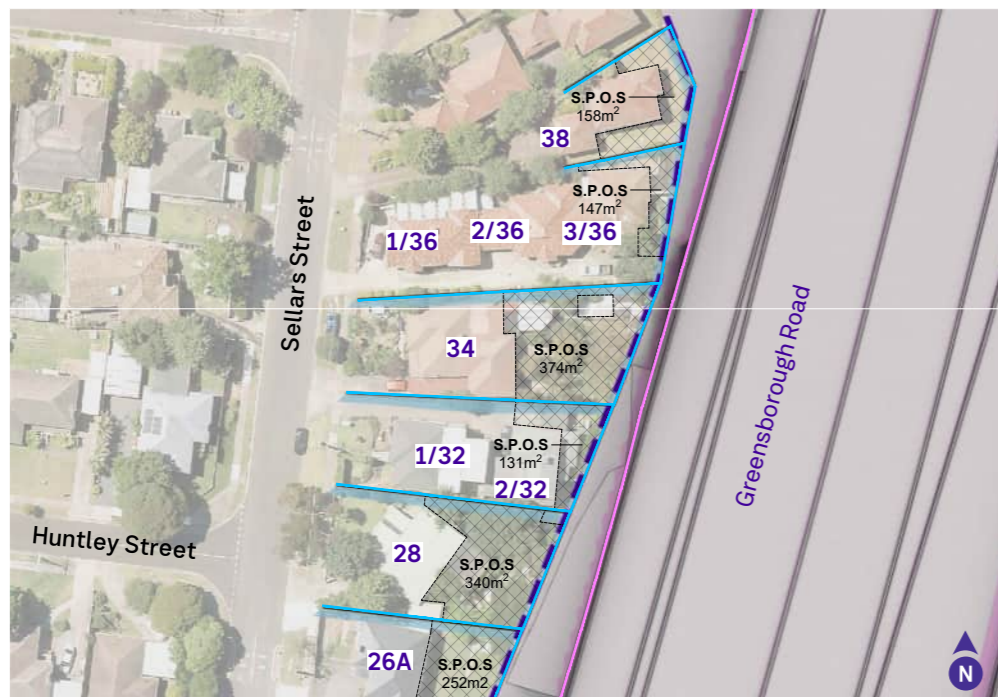 S.P.O.S
158m²
38
S.P.O.S
147m²
1/36
2/36
3/36
Sellars Street
34
S.P.O.S
374m²
Greensborough Road
1/32
S.P.O.S
131m²
2/32
Huntley Street
28
S.P.O.S
340m²
26A
S.P.O.S
252m2
N